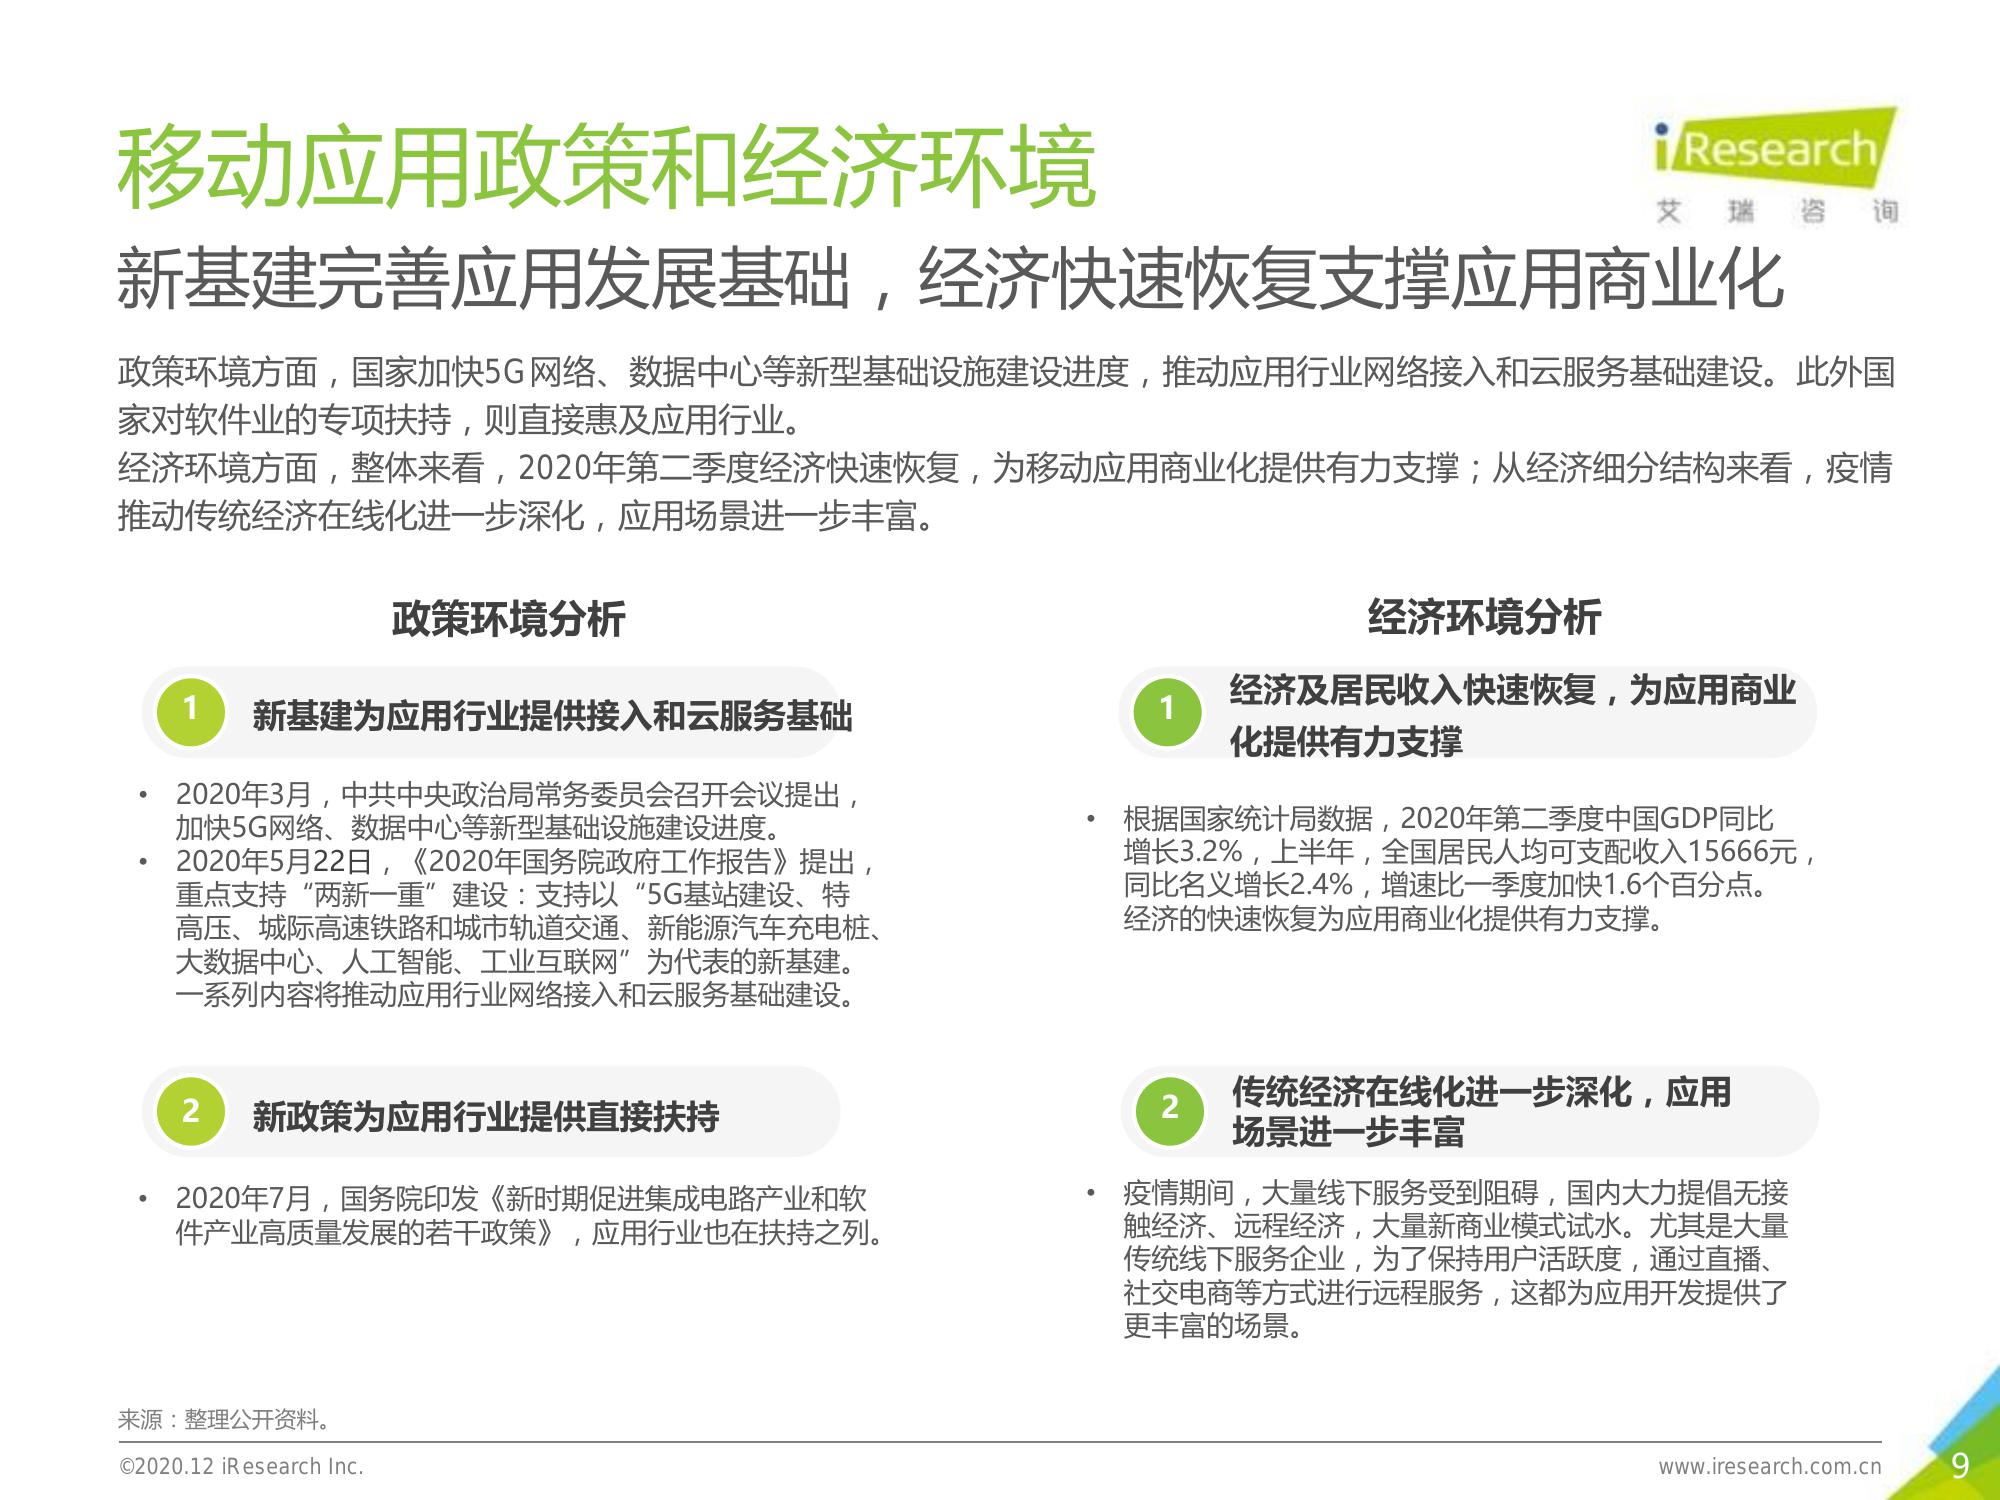 移动应用政策和经济环境
iResearch
艾瑞咨询
新基建完善应用发展基础，经济快速恢复支撑应用商业化
政策环境方面，国家加快5G网络、数据中心等新型基础设施建设进度，推动应用行业网络接入和云服务基础建设。此外国
家对软件业的专项扶持，则直接惠及应用行业。
经济环境方面，整体来看，2020年第二季度经济快速恢复，为移动应用商业化提供有力支撑；从经济细分结构来看，疫情
推动传统经济在线化进一步深化，应用场景进一步丰富。
政策环境分析
1
新基建为应用行业提供接入和云服务基础
• 2020年3月，中共中央政治局常务委员会召开会议提出，
加快5G网络、数据中心等新型基础设施建设进度。
• 2020年5月22日，《2020年国务院政府工作报告》提出，
重点支持“两新一重”建设：支持以“5G基站建设、特
高压、城际高速铁路和城市轨道交通、新能源汽车充电桩、
大数据中心、人工智能、工业互联网”为代表的新基建。
一系列内容将推动应用行业网络接入和云服务基础建设。
2
新政策为应用行业提供直接扶持
• 2020年7月，国务院印发《新时期促进集成电路产业和软
件产业高质量发展的若干政策》，应用行业也在扶持之列。
经济环境分析
1
经济及居民收入快速恢复，为应用商业
化提供有力支撑
• 根据国家统计局数据，2020年第二季度中国GDP同比
增长3.2%，上半年，全国居民人均可支配收入15666元，
同比名义增长2.4%，增速比一季度加快1.6个百分点。
经济的快速恢复为应用商业化提供有力支撑。
2
传统经济在线化进一步深化，应用
场景进一步丰富
• 疫情期间，大量线下服务受到阻碍，国内大力提倡无接
触经济、远程经济，大量新商业模式试水。尤其是大量
传统线下服务企业，为了保持用户活跃度，通过直播、
社交电商等方式进行远程服务，这都为应用开发提供了
更丰富的场景。
来源：整理公开资料。
©2020.12 iResearch Inc.
www.iresearch.com.cn
9